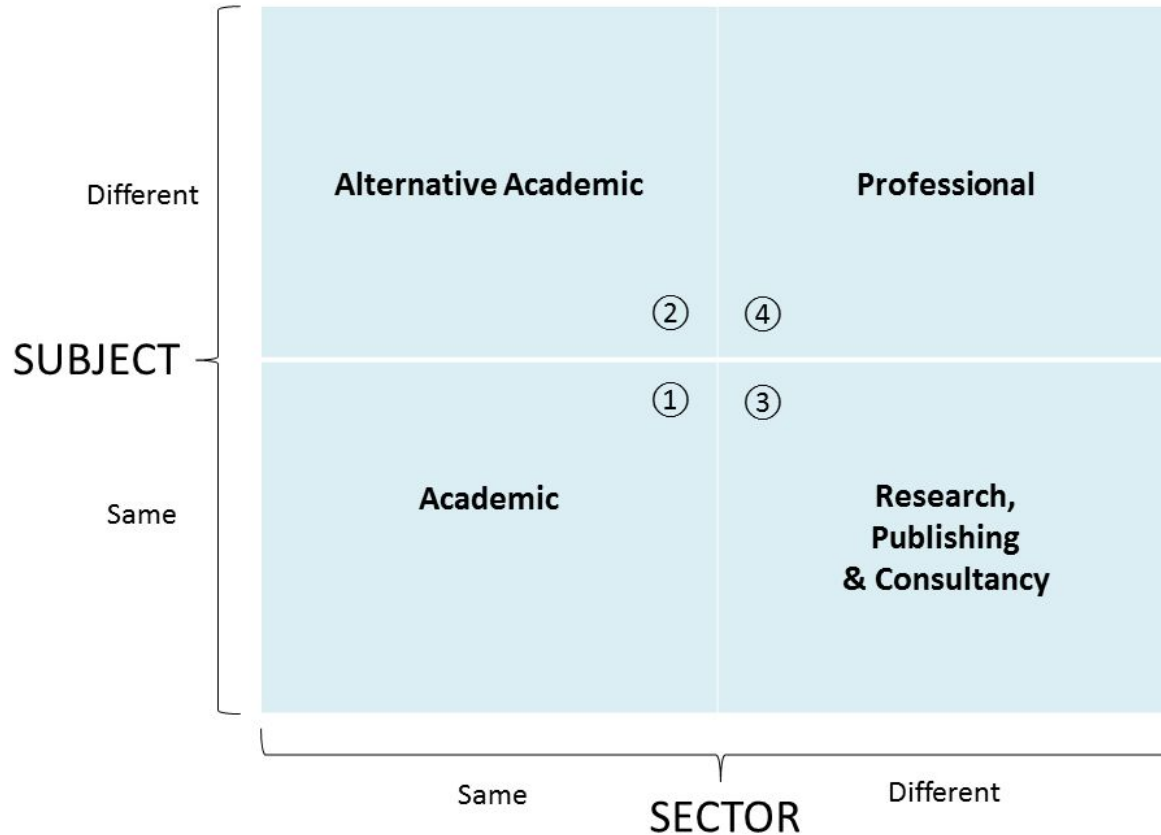 Different
Alternative Academic
Professional
②
④
SUBJECT
①
③
Same
Academic
Research,
Publishing
& Consultancy
Same
Different
SECTOR